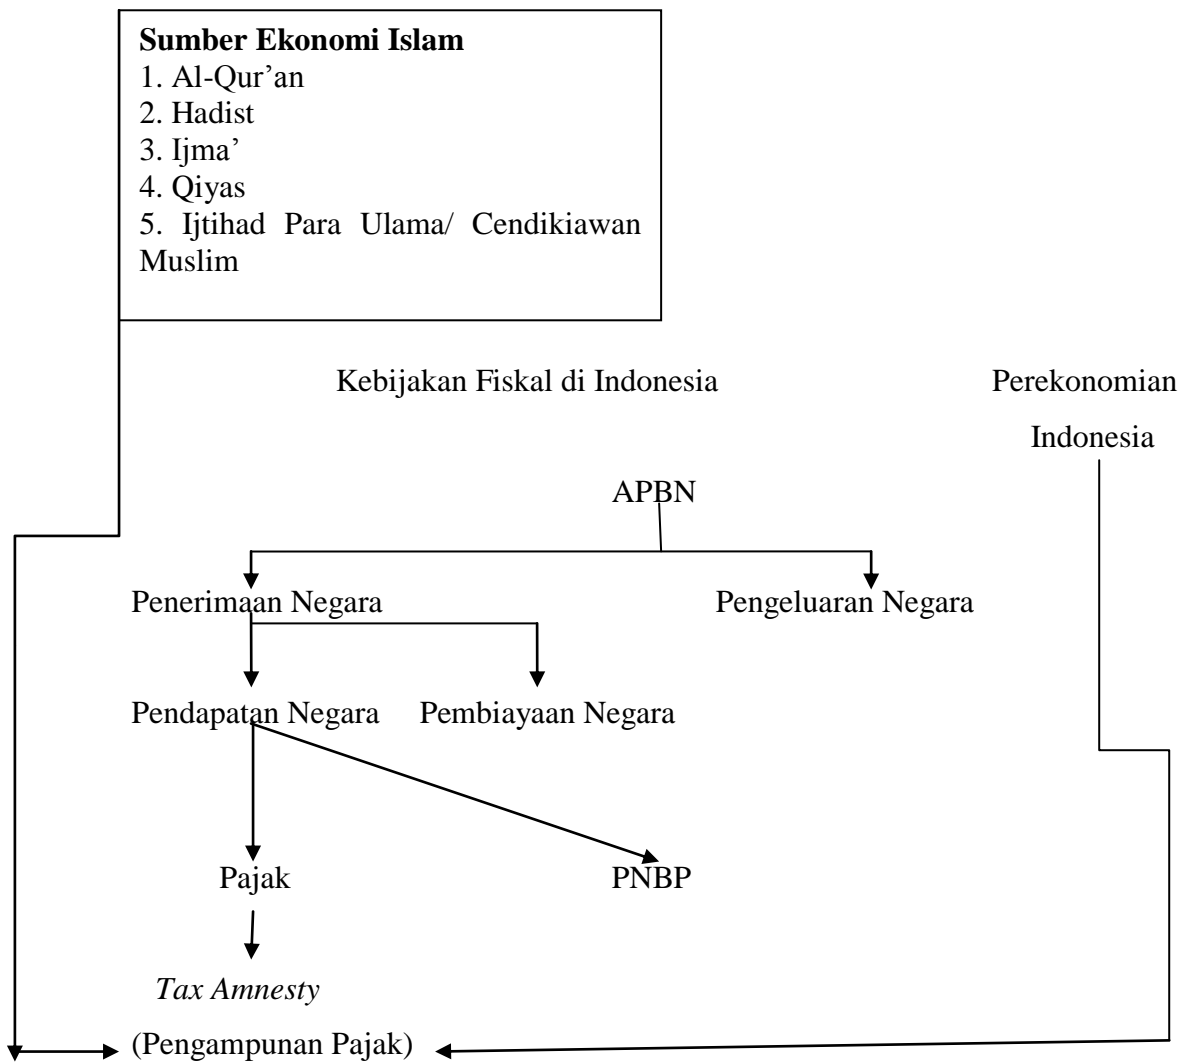 Sumber Ekonomi Islam
1. Al-Qur’an
2. Hadist
3. Ijma’
4. Qiyas
5. Ijtihad Para Ulama/ Cendikiawan
Muslim
Kebijakan Fiskal di Indonesia
Perekonomian
Indonesia
APBN
Penerimaan Negara
Pengeluaran Negara
Pendapatan Negara
Pembiayaan Negara
Pajak
PNBP
Tax Amnesty
(Pengampunan Pajak)